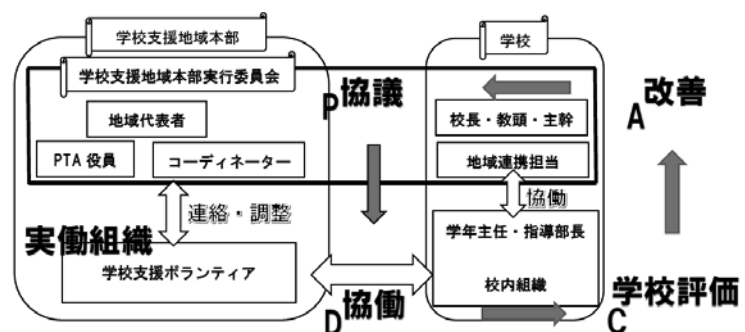 学校支援地域本部
学校
学校支援地域本部実行委員会
P協議
A改善
地域代表者
校長・教頭・主幹
PTA 役員
コーディネーター
地域連携担当
連絡・調整
協働
実働組織
学年主任・指導部長
学校支援ボランティア
校内組織
D協働
C学校評価